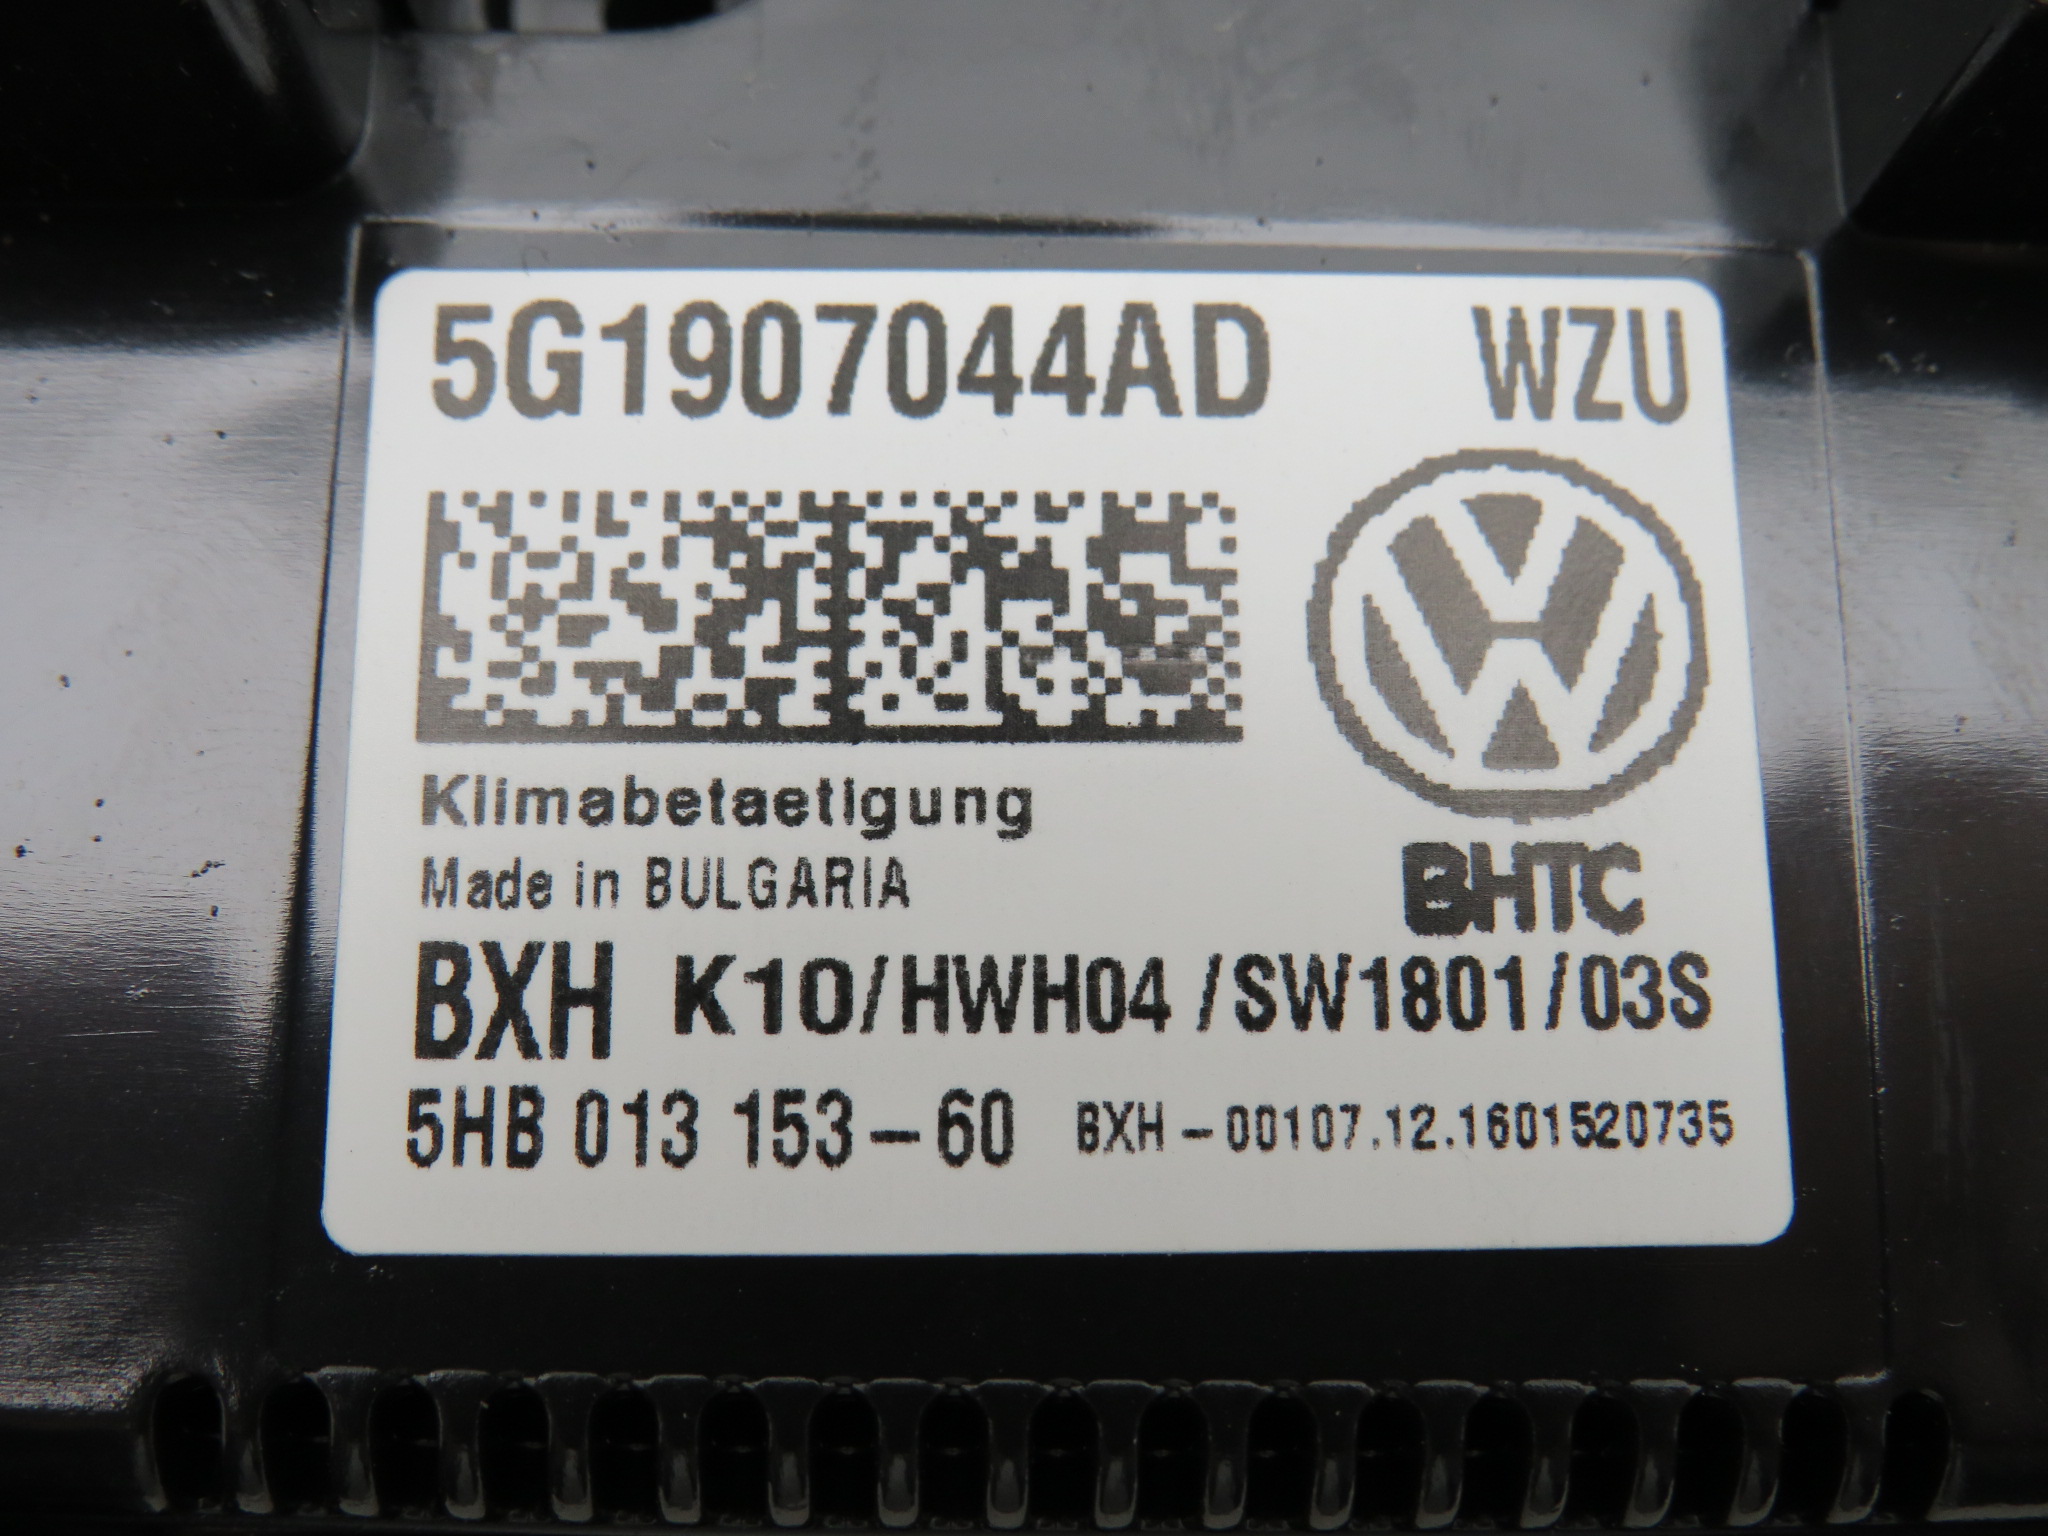 5G1907044AD WZU
Klimabetaetigung
Made in BULGARIA
BHTC
BXH K10/HWH04/SW1801/03S
5HB 013 153-60 BXH-00107.12.1601520735